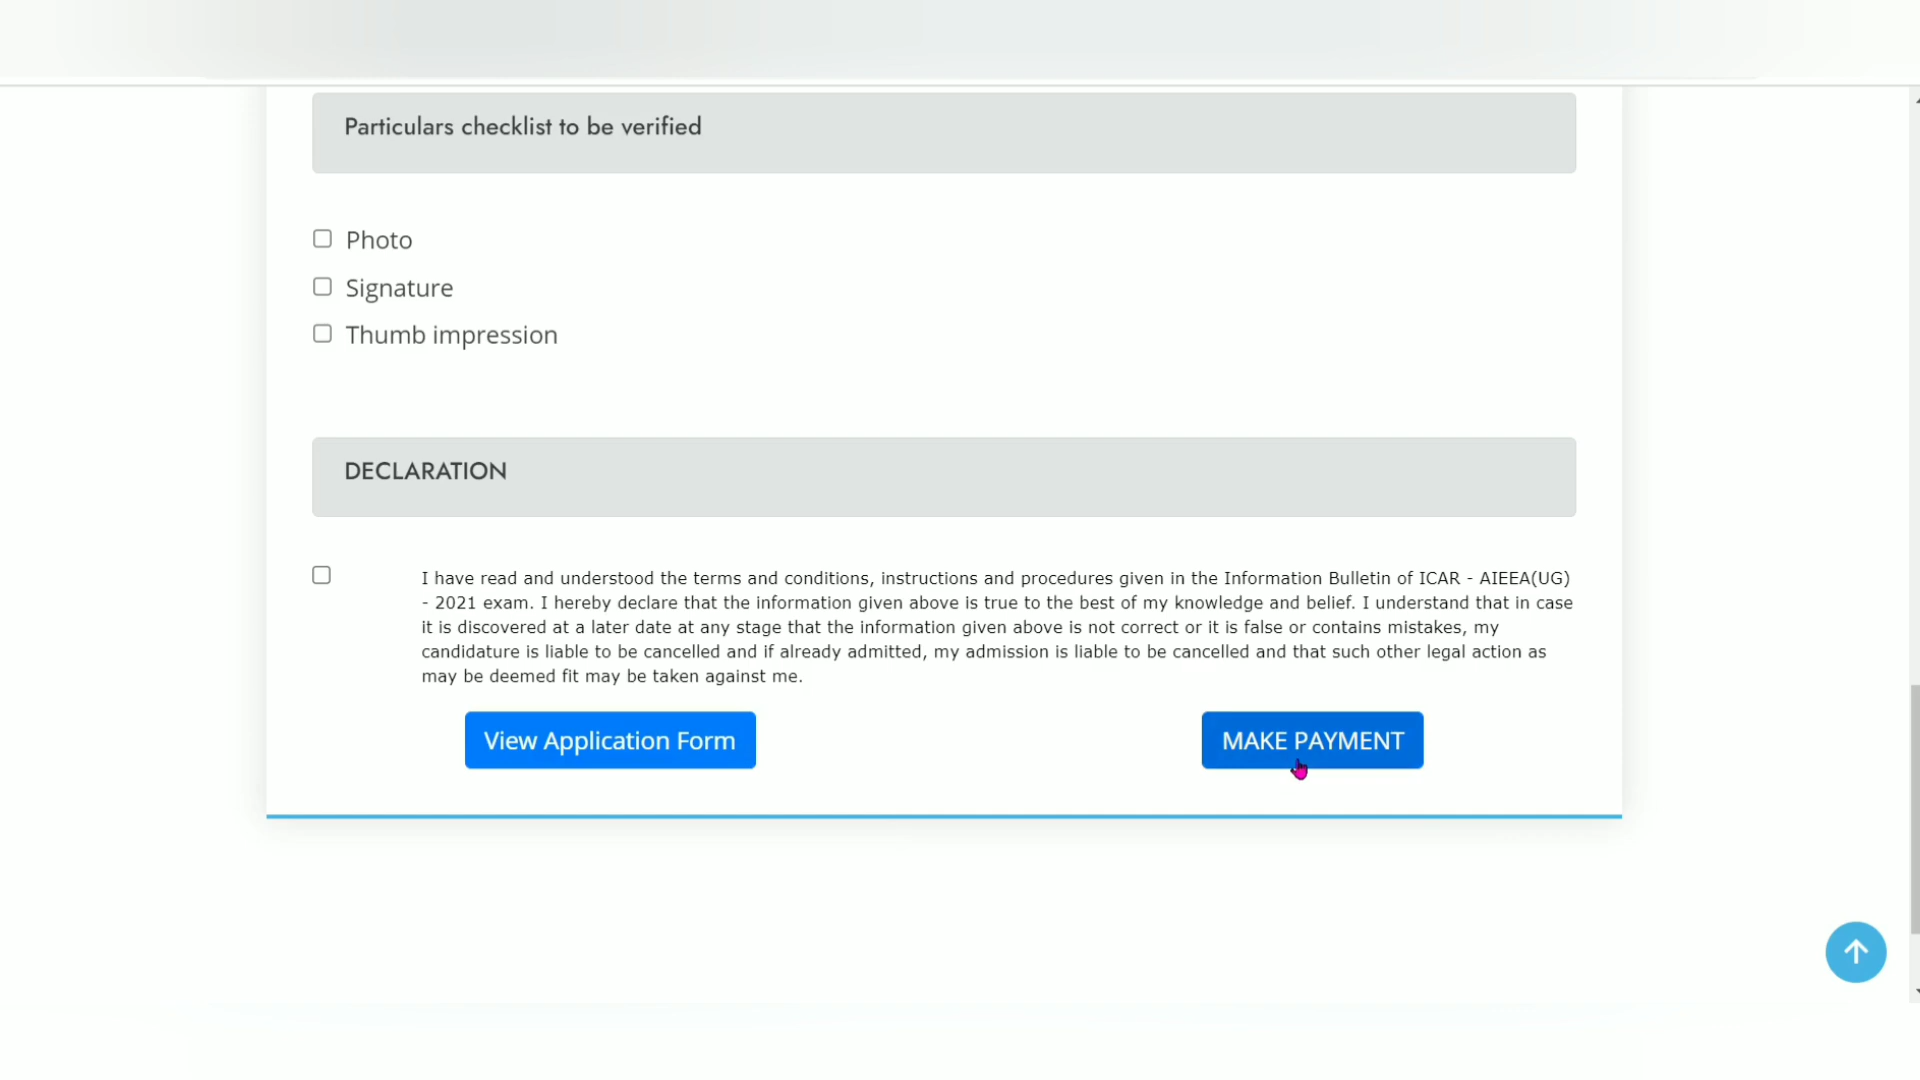 Particulars checklist to be verified
Photo
Signature
Thumb impression
DECLARATION
I have read and understood the terms and conditions, instructions and procedures given in the Information Bulletin of ICAR - AIEEA(UG)
- 2021 exam. I hereby declare that the information given above is true to the best of my knowledge and belief. I understand that in case
it is discovered at a later date at any stage that the information given above is not correct or it is false or contains mistakes, my
candidature is liable to be cancelled and if already admitted, my admission is liable to be cancelled and that such other legal action as
may be deemed fit may be taken against me.
View Application Form
MAKE PAYMENT